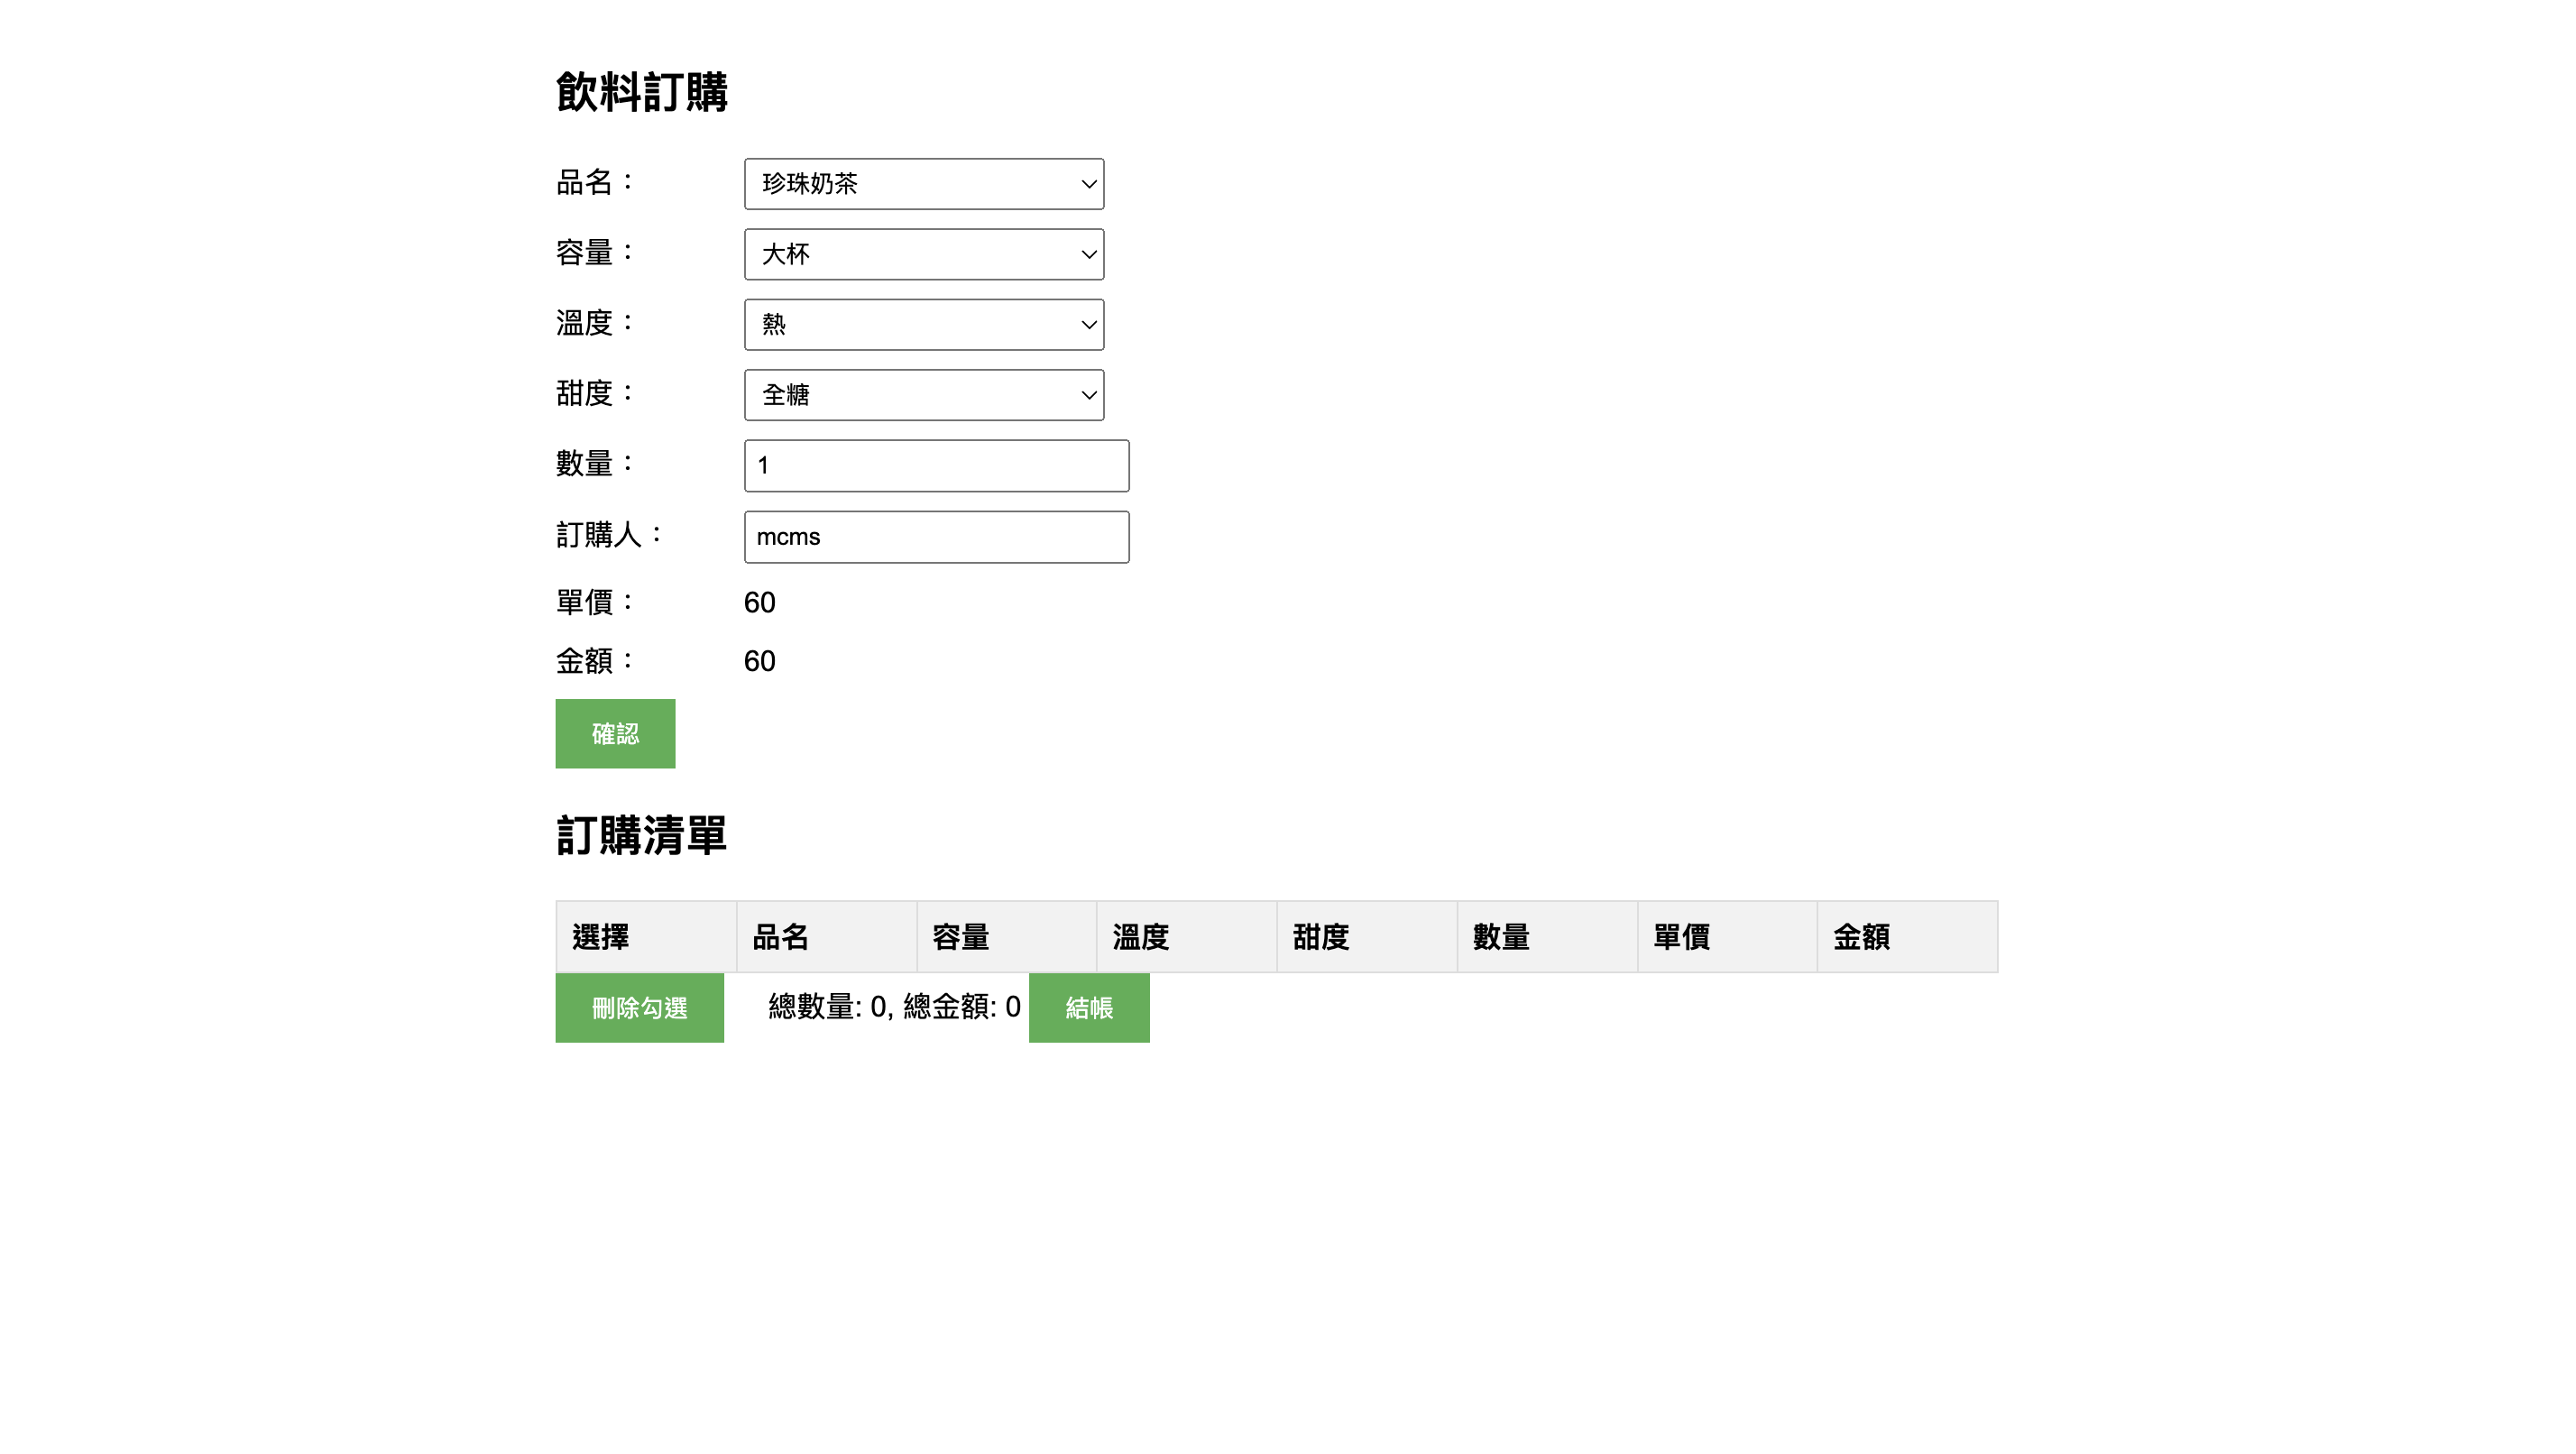 飲料訂購
品名： 珍珠奶茶
容量： 大杯
溫度： 熱
甜度： 全糖
數量： 1
訂購人： mcms
單價： 60
金額： 60
確認
訂購清單
選擇 品名 容量 溫度 甜度 數量 單價 金額
刪除勾選 總數量: 0, 總金額: 0 結帳